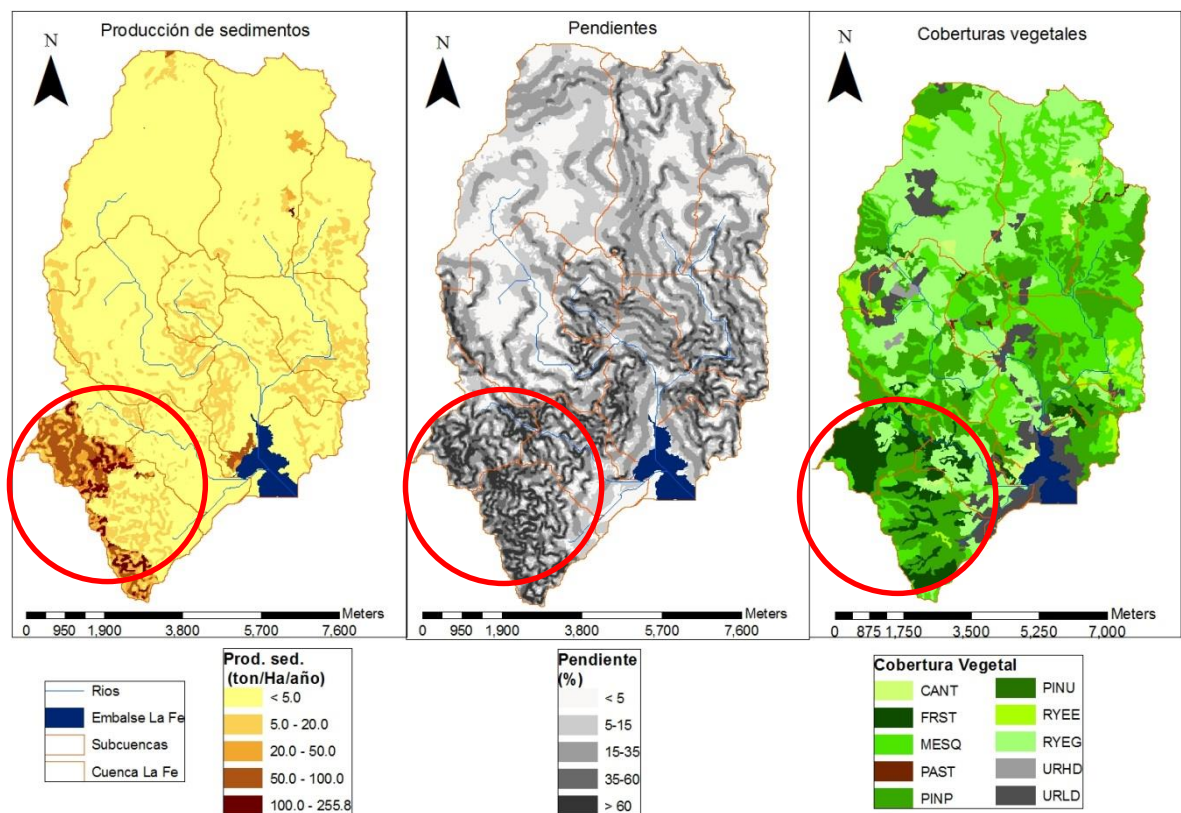 Producción de sedimentos
N
Meters
0 950 1,900 3,800 5,700 7,600
Pendientes
N
Meters
0 950 1,900 3,800 5,700 7,600
Coberturas vegetales
N
Meters
0 875 1,750 3,500 5,250 7,000
Rios
Embalse La Fe
Subcuencas
Cuenca La Fe
Prod. sed.
(ton/Ha/año)
< 5.0
5.0 - 20.0
20.0 - 50.0
50.0 - 100.0
100.0 - 255.8
Pendiente
(%)
< 5
5-15
15-35
35-60
> 60
Cobertura Vegetal
CANT
FRST
MESQ
PAST
PINP
PINU
RYEE
RYEG
URHD
URLD